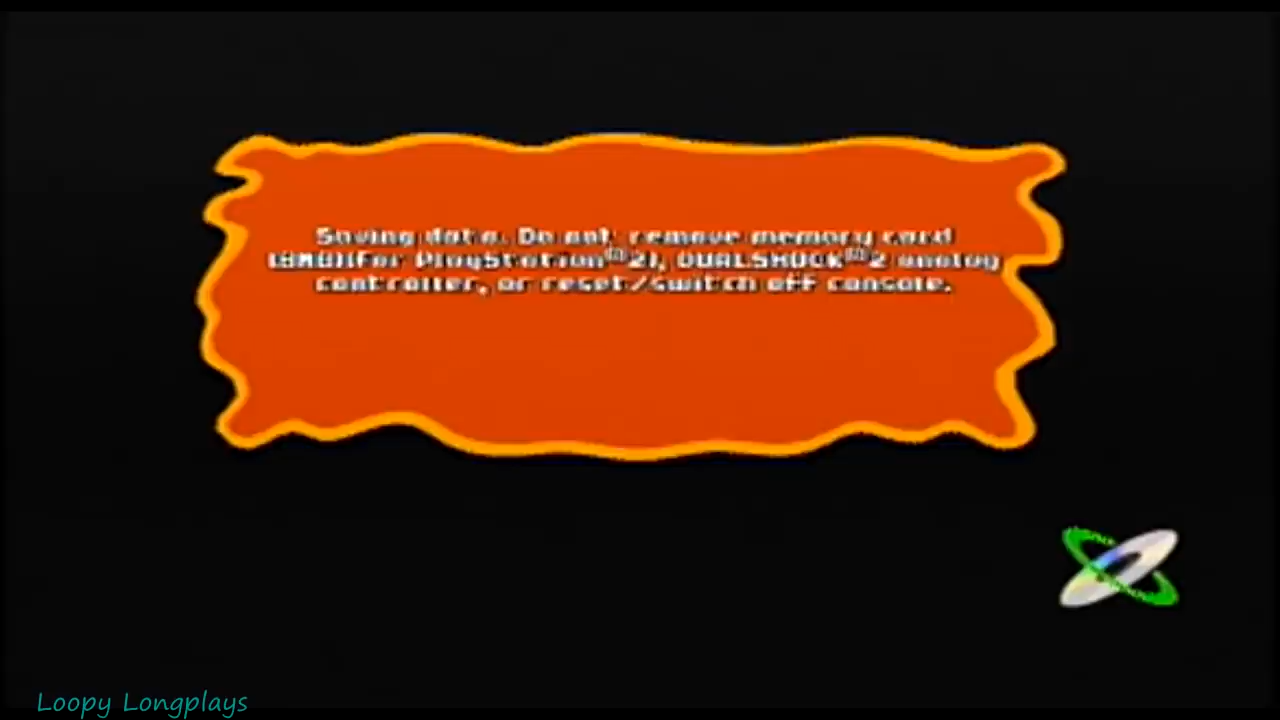 Saving data. Do not remove memory card
(8MB)(for PlayStation®2), DUALSHOCK®2 analog
controller, or reset/switch off console.
Loopy Longplays